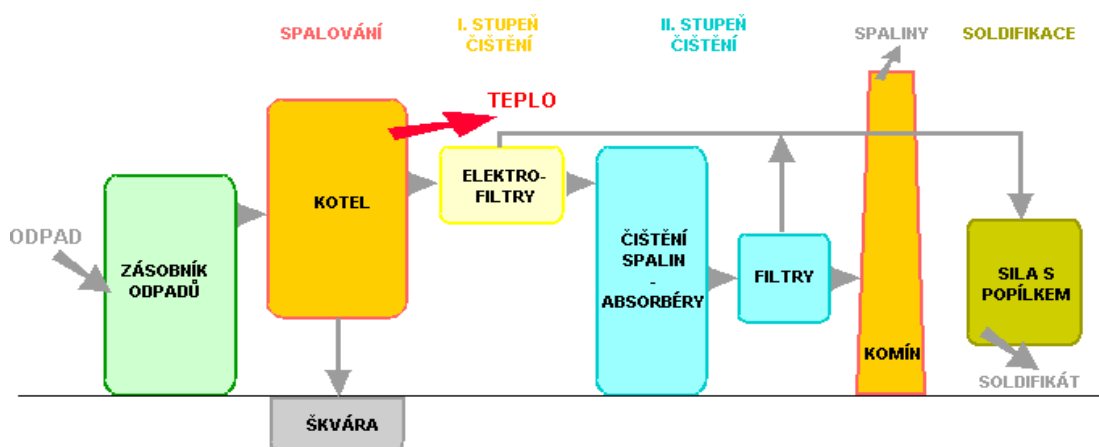 SPALOVÁNÍ
I. STUPEŇ
ČIŠTĚNÍ
II. STUPEŇ
ČIŠTĚNÍ
SPALINY
SOLDIFIKACE
TEPLO
KOTEL
ELEKTRO-
FILTRY
ODPAD
ZÁSOBNÍK
ODPADŮ
ČIŠTĚNÍ
SPALIN
-
ABSORBÉRY
FILTRY
KOMÍN
SILA S
POPÍLKEM
SOLDIFIKÁT
ŠKVÁRA